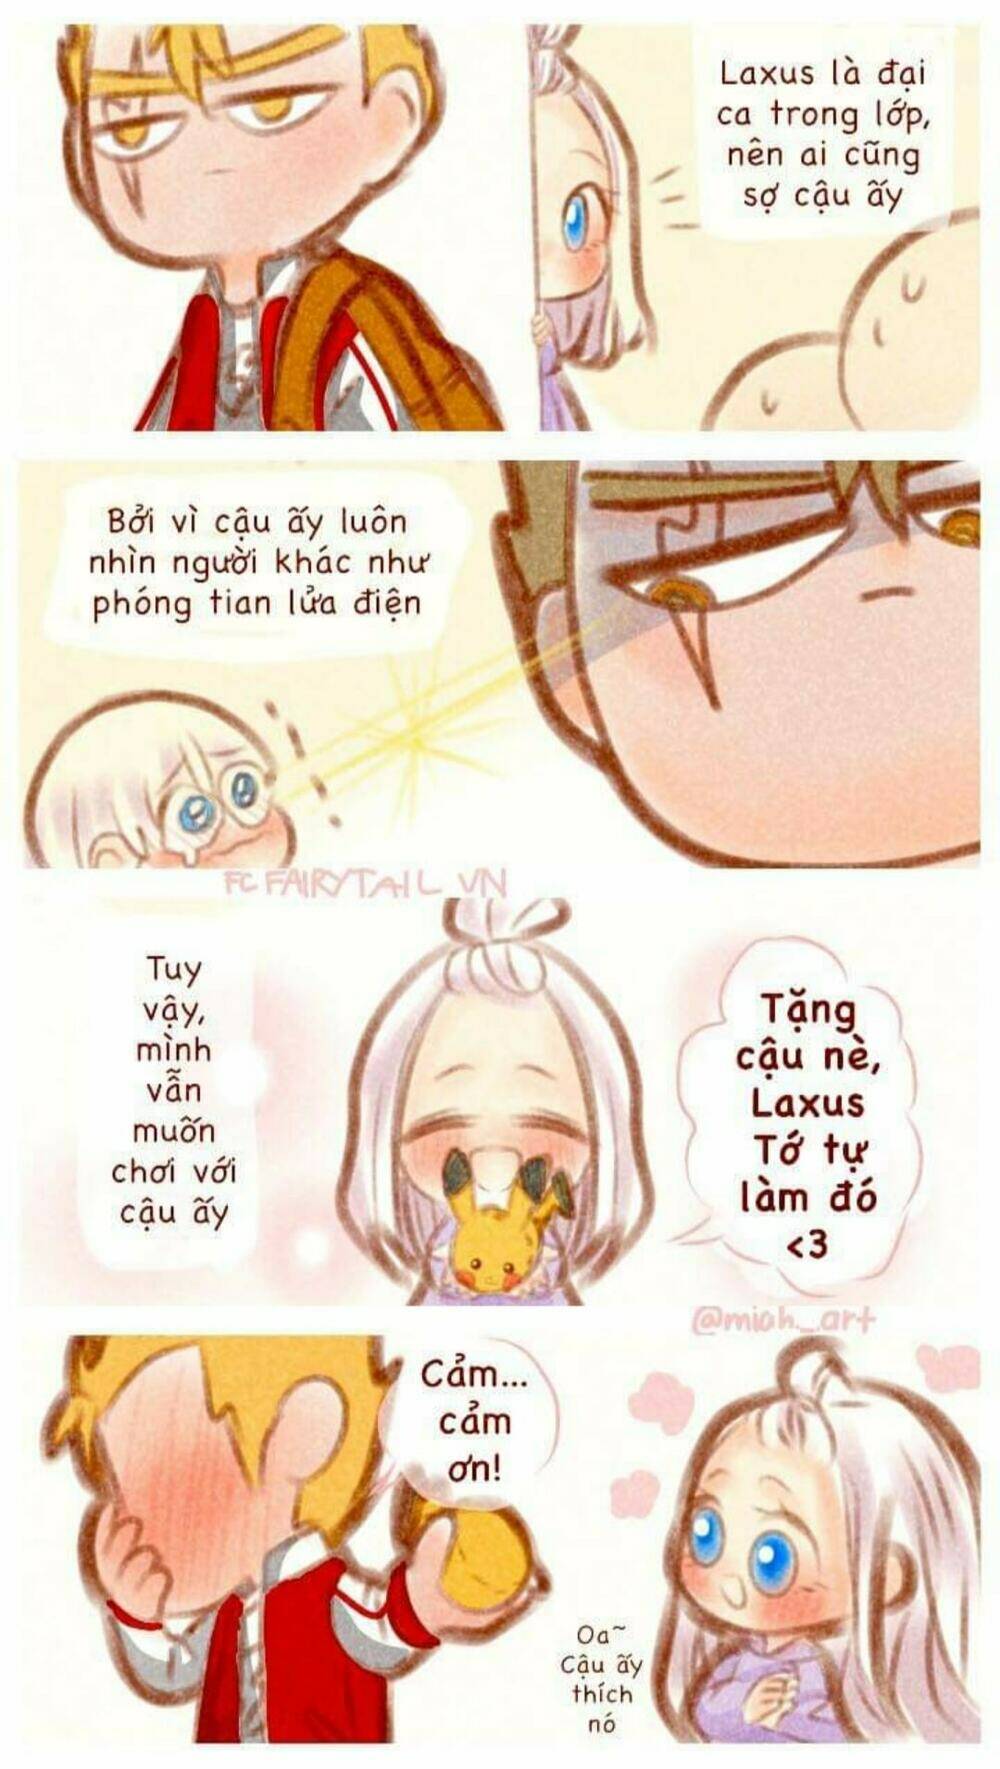 Laxus là đại
ca trong lớp,
nên ai cũng
sợ cậu ấy
Bởi vì cậu ấy luôn
nhìn người khác như
phóng tian lửa điện
FC FAIRYTAIL VN
Tuy
vậy,
mình
vẫn
muốn
chơi với
cậu ấy
Tặng
cậu nè,
Laxus
Tớ tự
làm đó
<3
@miah_art
Cảm...
cảm
ơn!
Oa~
Cậu ấy
thích
nó